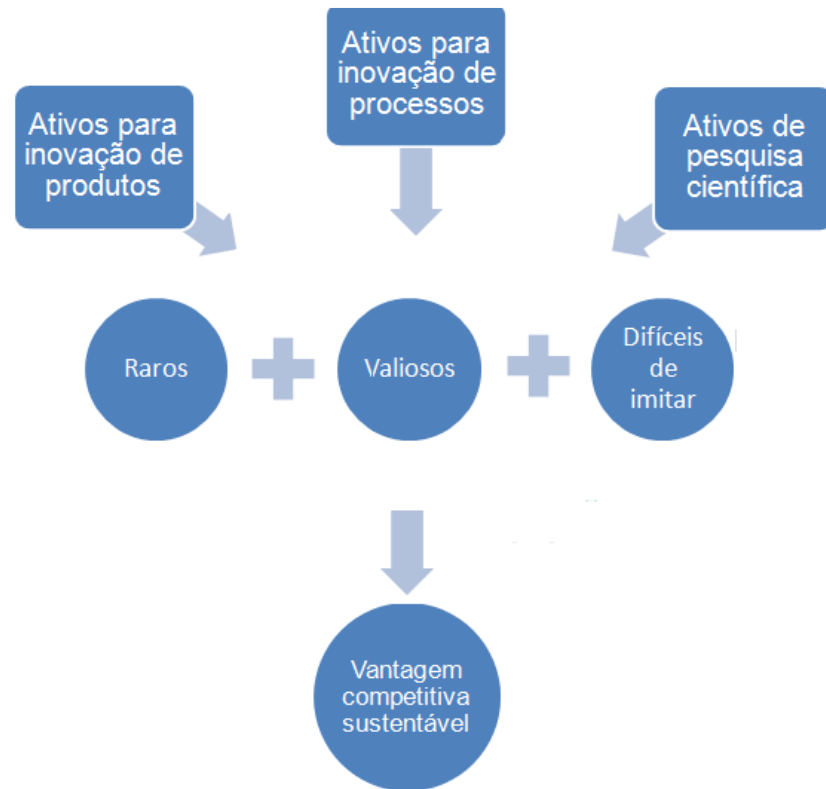 Ativos para
inovação de
processos
Ativos para
inovação de
produtos
Ativos de
pesquisa
científica
Raros
Valiosos
Difíceis
de
imitar
Vantagem
competitiva
sustentável